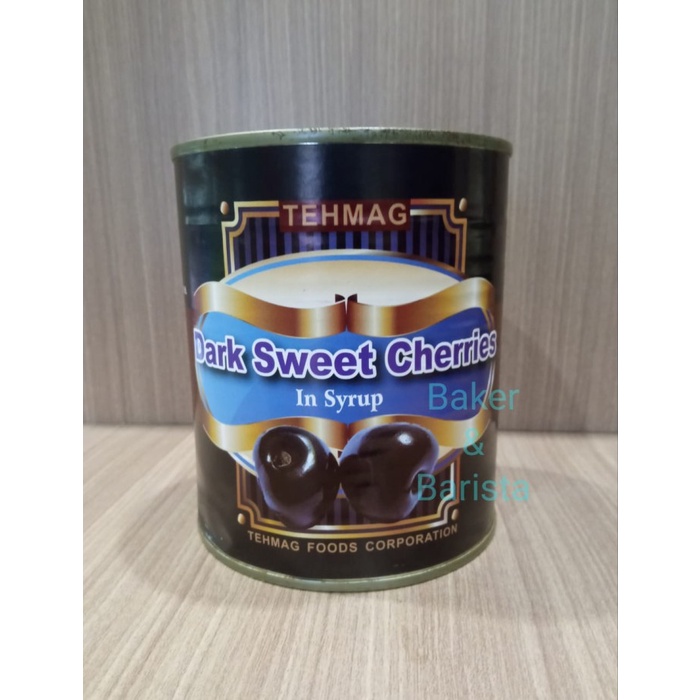 TEHMAG
Dark Sweet Cherries
In Syrup
Baker
&
Barista
TEHMAG FOODS CORPORATION